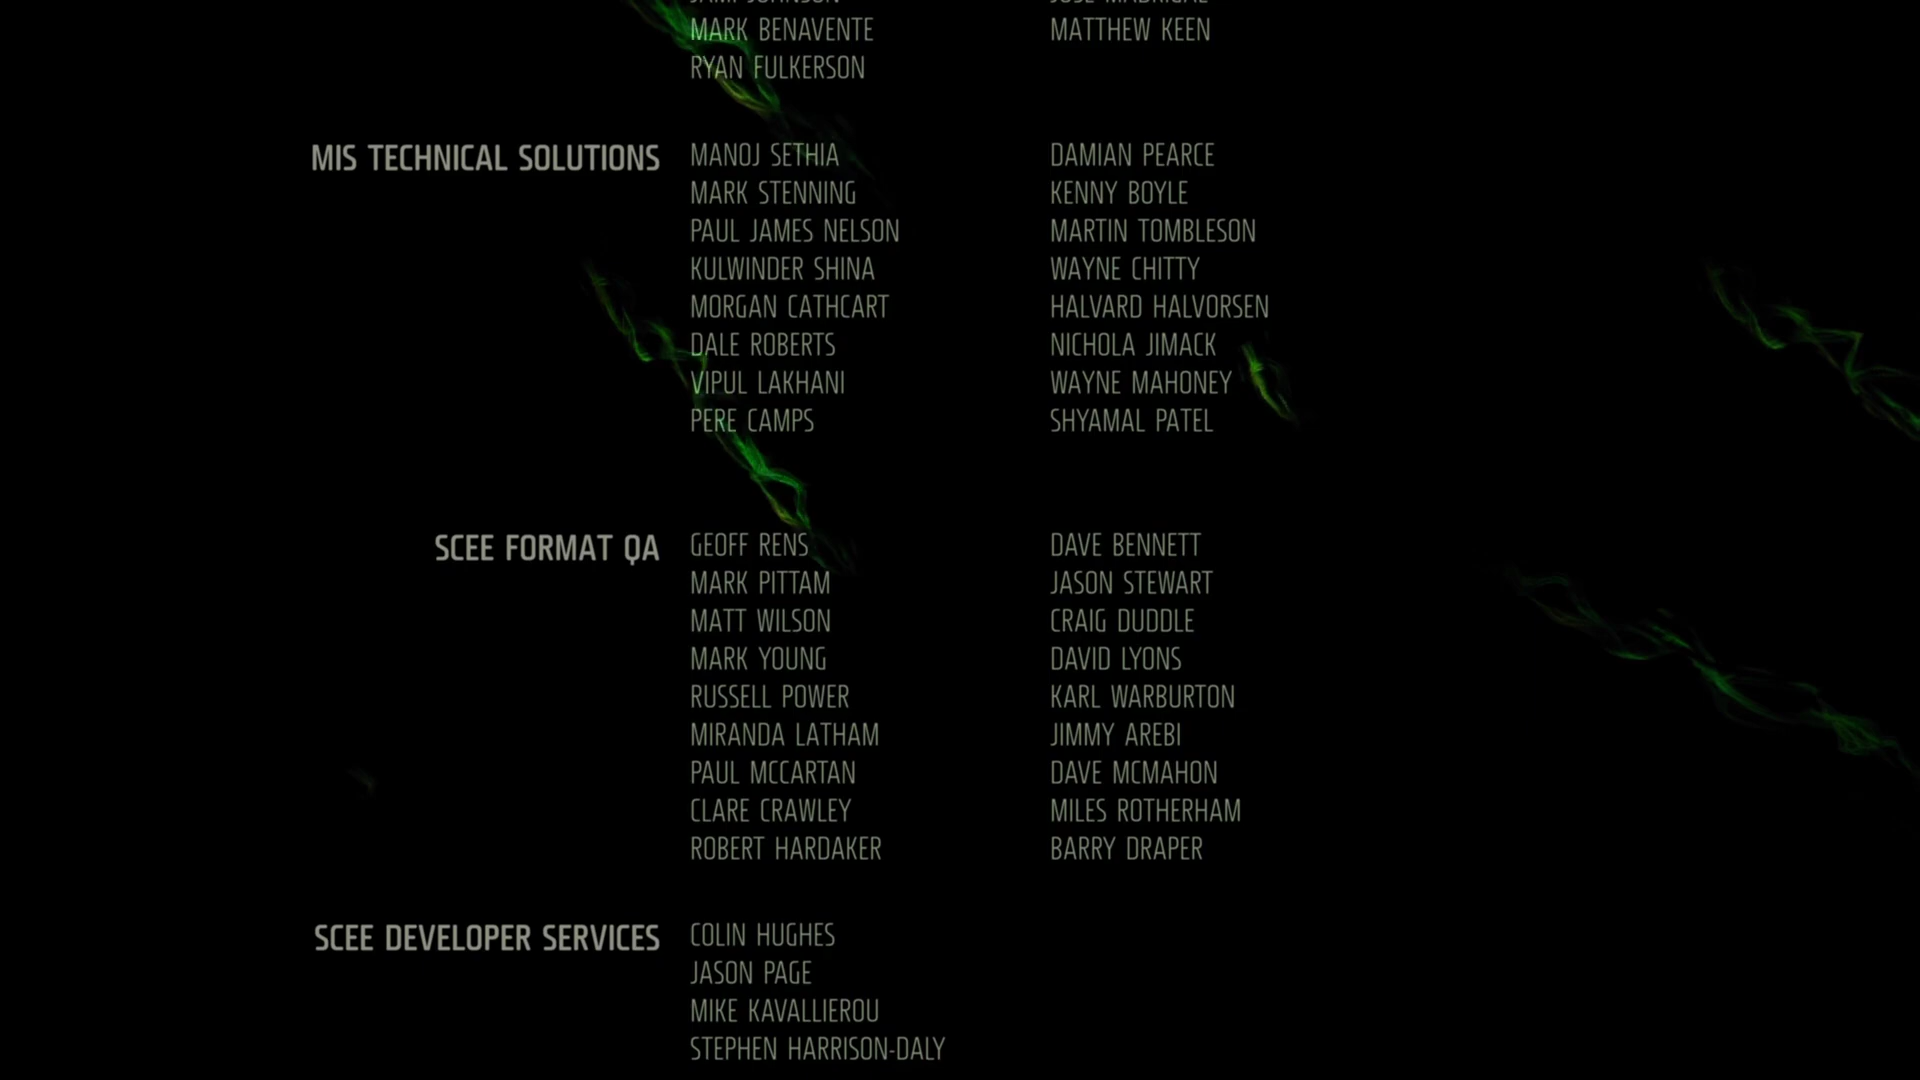 MARK BENAVENTE MATTHEW KEEN
RYAN FULKERSON
MIS TECHNICAL SOLUTIONS MANOJ SETHIA DAMIAN PEARCE
MARK STENNING KENNY BOYLE
PAUL JAMES NELSON MARTIN TOMBLESON
KULWINDER SHINA WAYNE CHITTY
MORGAN CATHCART HALVARD HALVORSEN
DALE ROBERTS NICHOLA JIMACK
VIPUL LAKHANI WAYNE MAHONEY
PERE CAMPS SHYAMAL PATEL
SCEE FORMAT QA GEOFF RENS DAVE BENNETT
MARK PITTAM JASON STEWART
MATT WILSON CRAIG DUDDLE
MARK YOUNG DAVID LYONS
RUSSELL POWER KARL WARBURTON
MIRANDA LATHAM JIMMY AREBI
PAUL MCCARTAN DAVE MCMAHON
CLARE CRAWLEY MILES ROTHERHAM
ROBERT HARDAKER BARRY DRAPER
SCEE DEVELOPER SERVICES COLIN HUGHES
JASON PAGE
MIKE KAVALLIEROU
STEPHEN HARRISON-DALY